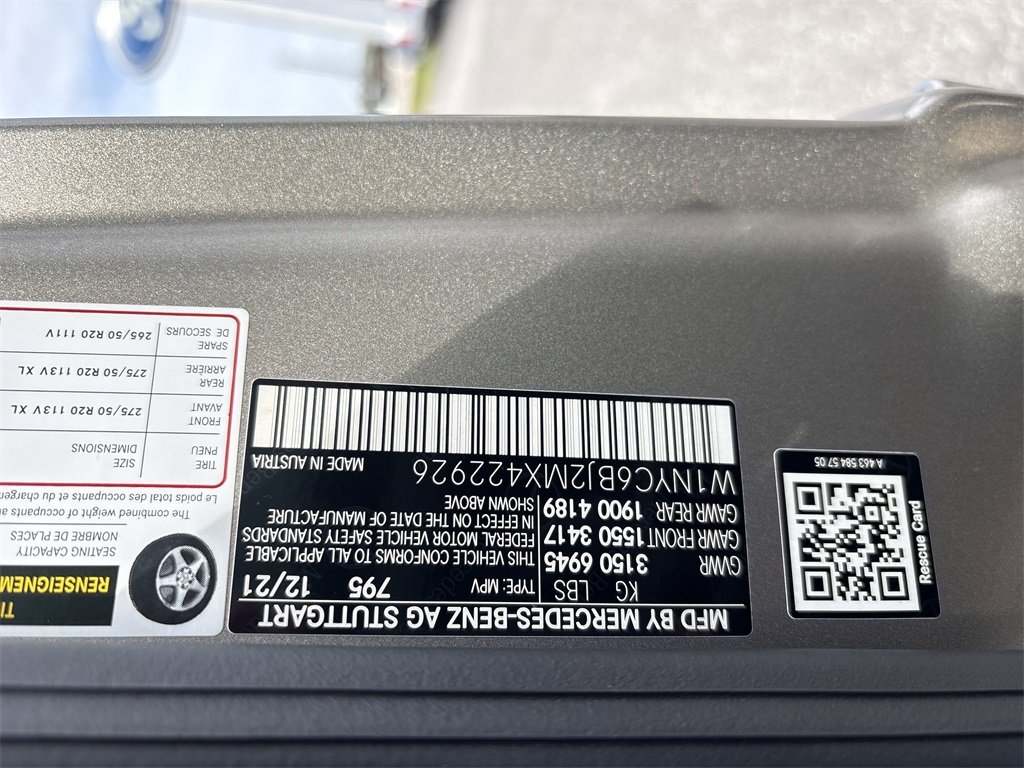 MFD BY MERCEDES-BENZ AG STUTTGART
TYPE: MPV 795 12/21
KG LBS
GVWR 3150 6945
GAWR FRONT 1550 3417
GAWR REAR 1900 4189
THIS VEHICLE CONFORMS TO ALL APPLICABLE
FEDERAL MOTOR VEHICLE SAFETY STANDARDS
IN EFFECT ON THE DATE OF MANUFACTURE
SHOWN ABOVE
W1NYC6BJ2MX422926 MADE IN AUSTRIA
RENSEIGNEM
SEATING CAPACITY
NOMBRE DE PLACES
The combined weight of occupants
Le poids total des occupants et du
TIRE SIZE
PNEU DIMENSIONS
FRONT
AVANT 275/50 R20 113V XL
REAR
ARRIÈRE 275/50 R20 113V XL
SPARE
DE SECOURS 265/50 R20 111V
A 463 584 57 05
Rescue Card